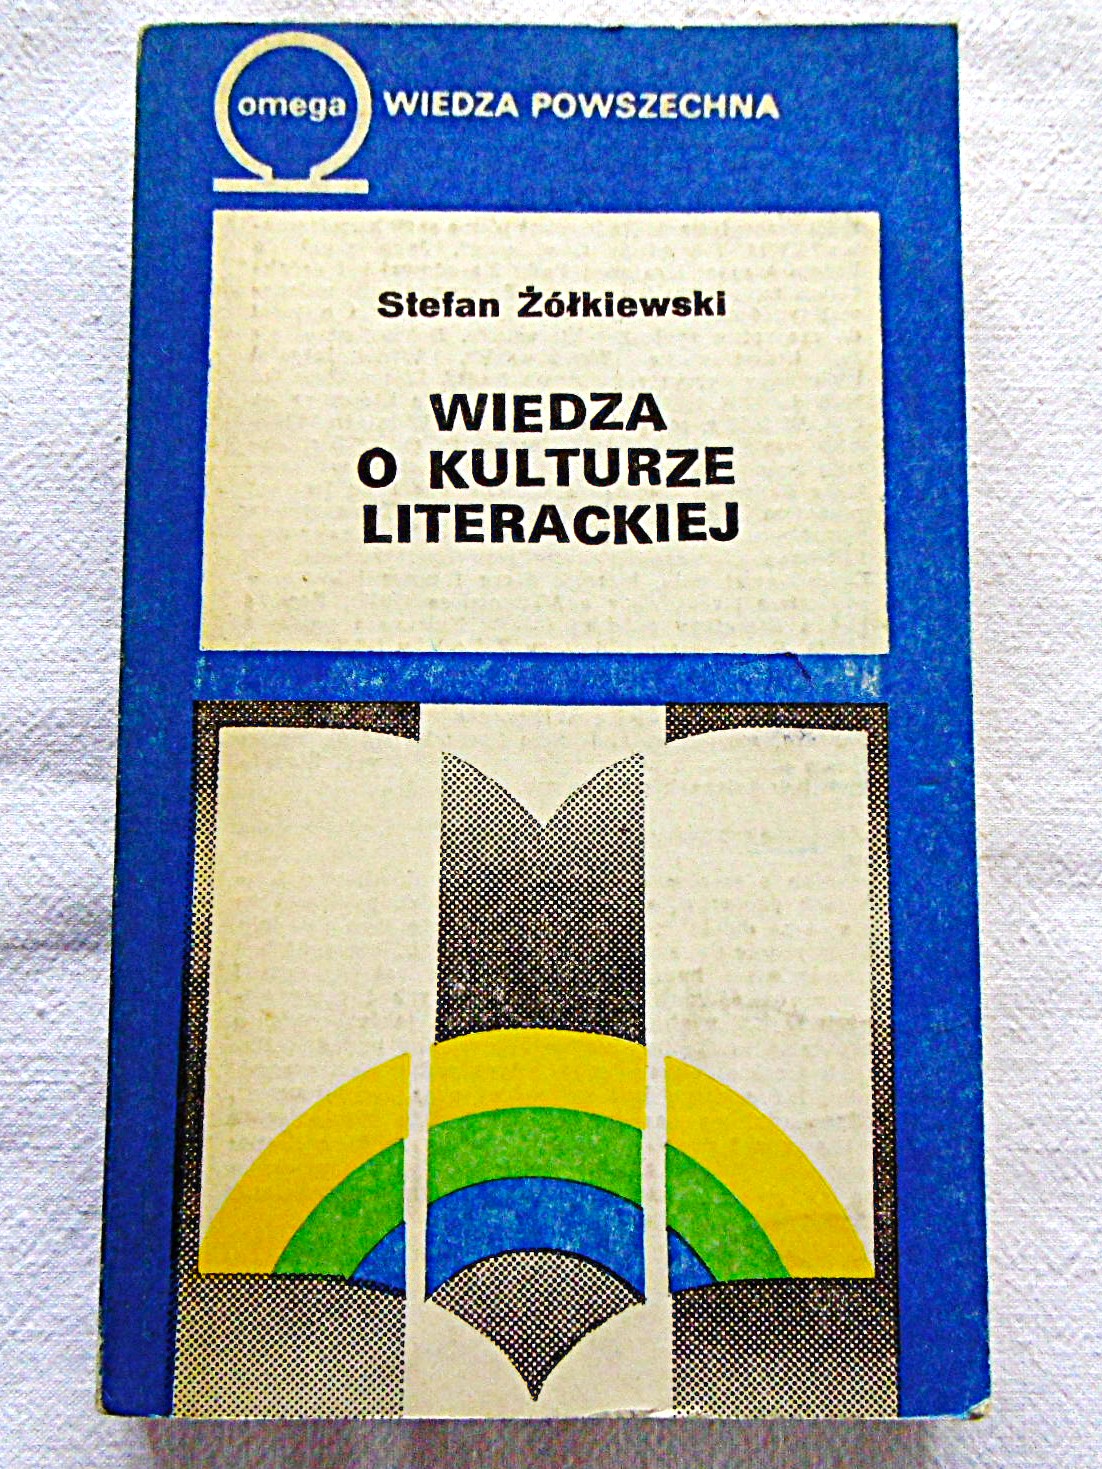 omega WIEDZA POWSZECHNA
Stefan Żółkiewski
WIEDZA
O KULTURZE
LITERACKIEJ